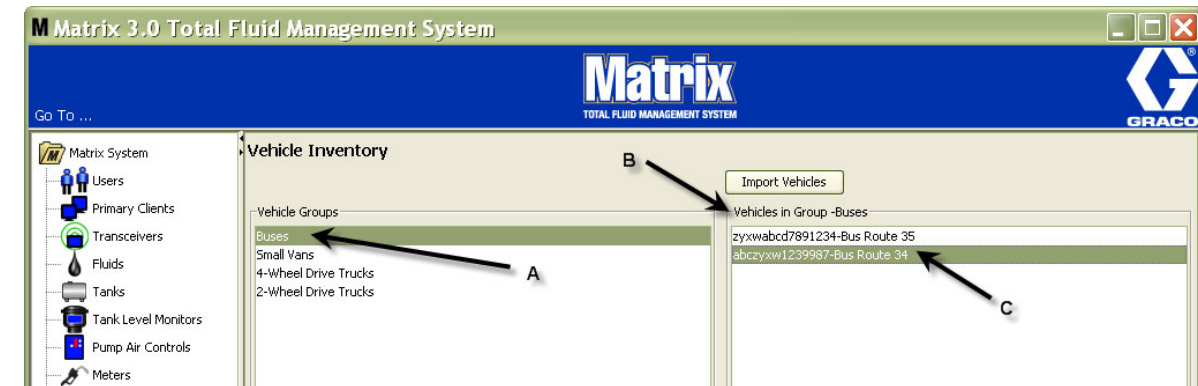 M Matrix 3.0 Total Fluid Management System
Matrix
TOTAL FLUID MANAGEMENT SYSTEM
®
GRACO
Go To ...
Matrix System
Users
Primary Clients
Transceivers
Fluids
Tanks
Tank Level Monitors
Pump Air Controls
Meters
Vehicle Inventory
B
Import Vehicles
Vehicle Groups
Buses
Small Vans
4-Wheel Drive Trucks
2-Wheel Drive Trucks
A
Vehicles in Group -Buses
zyxwabcd7891234-Bus Route 35
abczyxw1239987-Bus Route 34
C